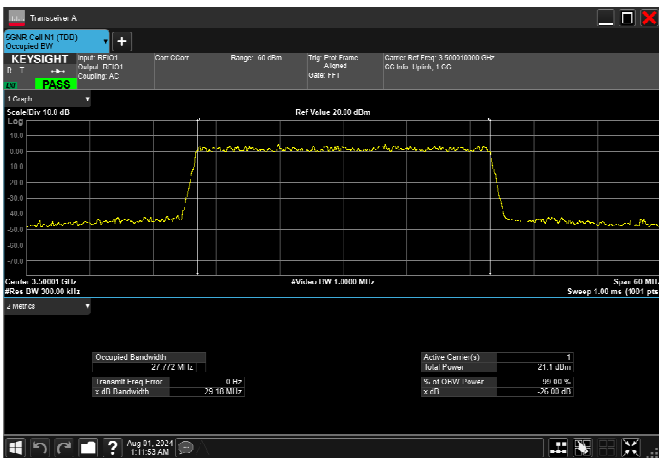 Transceiver A
5GNR Cell N1 (TBD)
Occupied BW
KEYSIGHT
R T
PASS
Input: RFIO1
Output: RFIO1
Coupling: AC
Corr: CCorr
Range: 60 dBm
Trig: Prot Frame
Aligned
Gate: FFT
Carrier Ref Freq: 3.500010000 GHz
CC Info: Uplink, 1 CC
1 Graph
Scale/Div 10.0 dB
Ref Value 20.00 dBm
Log
10.0
0.00
-10.0
-20.0
-30.0
-40.0
-50.0
-60.0
-70.0
Center 3.50001 GHz
#Video BW 1.0000 MHz
Span 60 MHz
#Res BW 300.00 kHz
Sweep 1.00 ms (1001 pts
2 Metrics
Occupied Bandwidth
27.772 MHz
Transmit Freq Error 0 Hz
x dB Bandwidth 29.18 MHz
Active Carrier(s) 1
Total Power 21.1 dBm
% of OBW Power 99.00 %
x dB -26.00 dB
Aug 01, 2024
1:11:53 AM